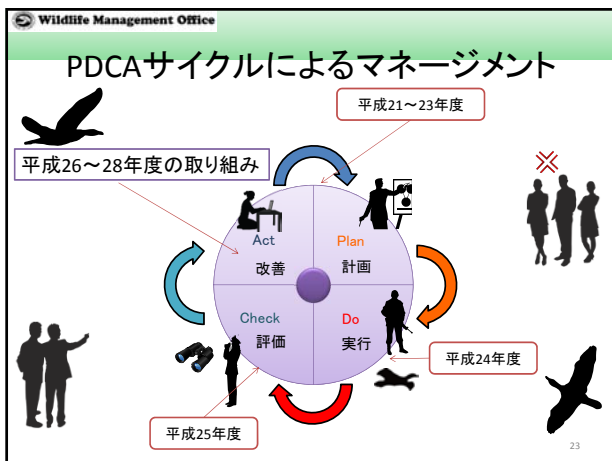 Wildlife Management Office
PDCAサイクルによるマネージメント
平成21～23年度
平成26～28年度の取り組み
Act
改善
Plan
計画
Check
評価
Do
実行
平成24年度
平成25年度
23